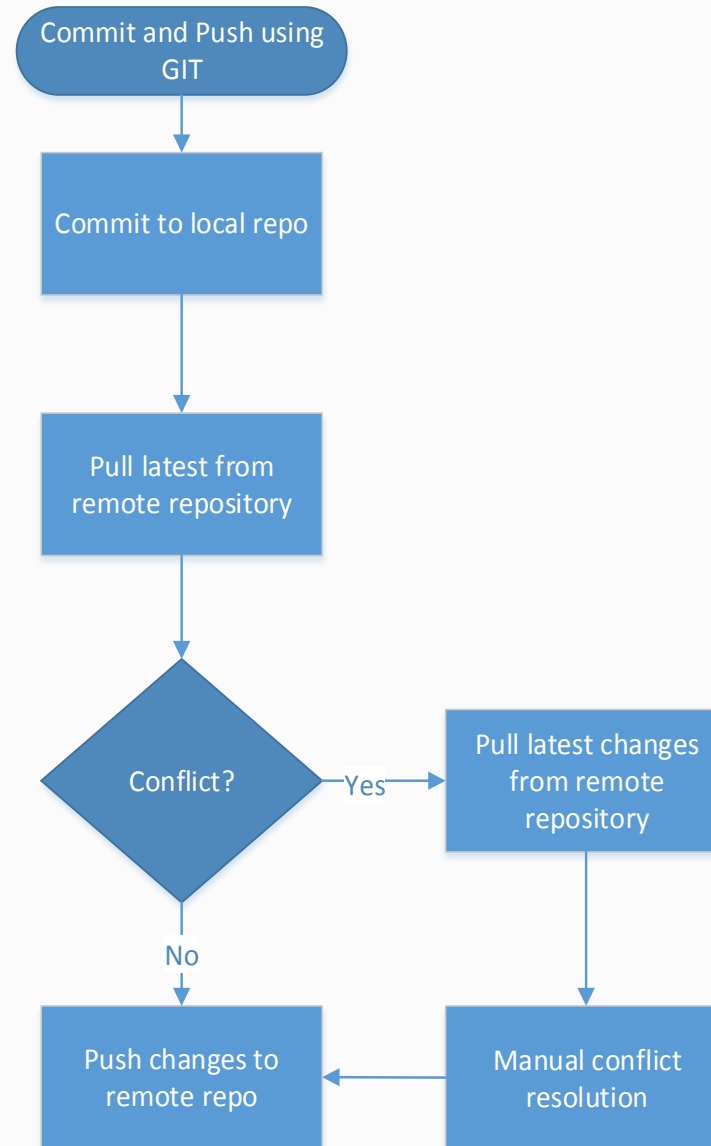 Commit and Push using
GIT
Commit to local repo
Pull latest from
remote repository
Conflict?
Yes
Pull latest changes
from remote
repository
No
Push changes to
remote repo
Manual conflict
resolution